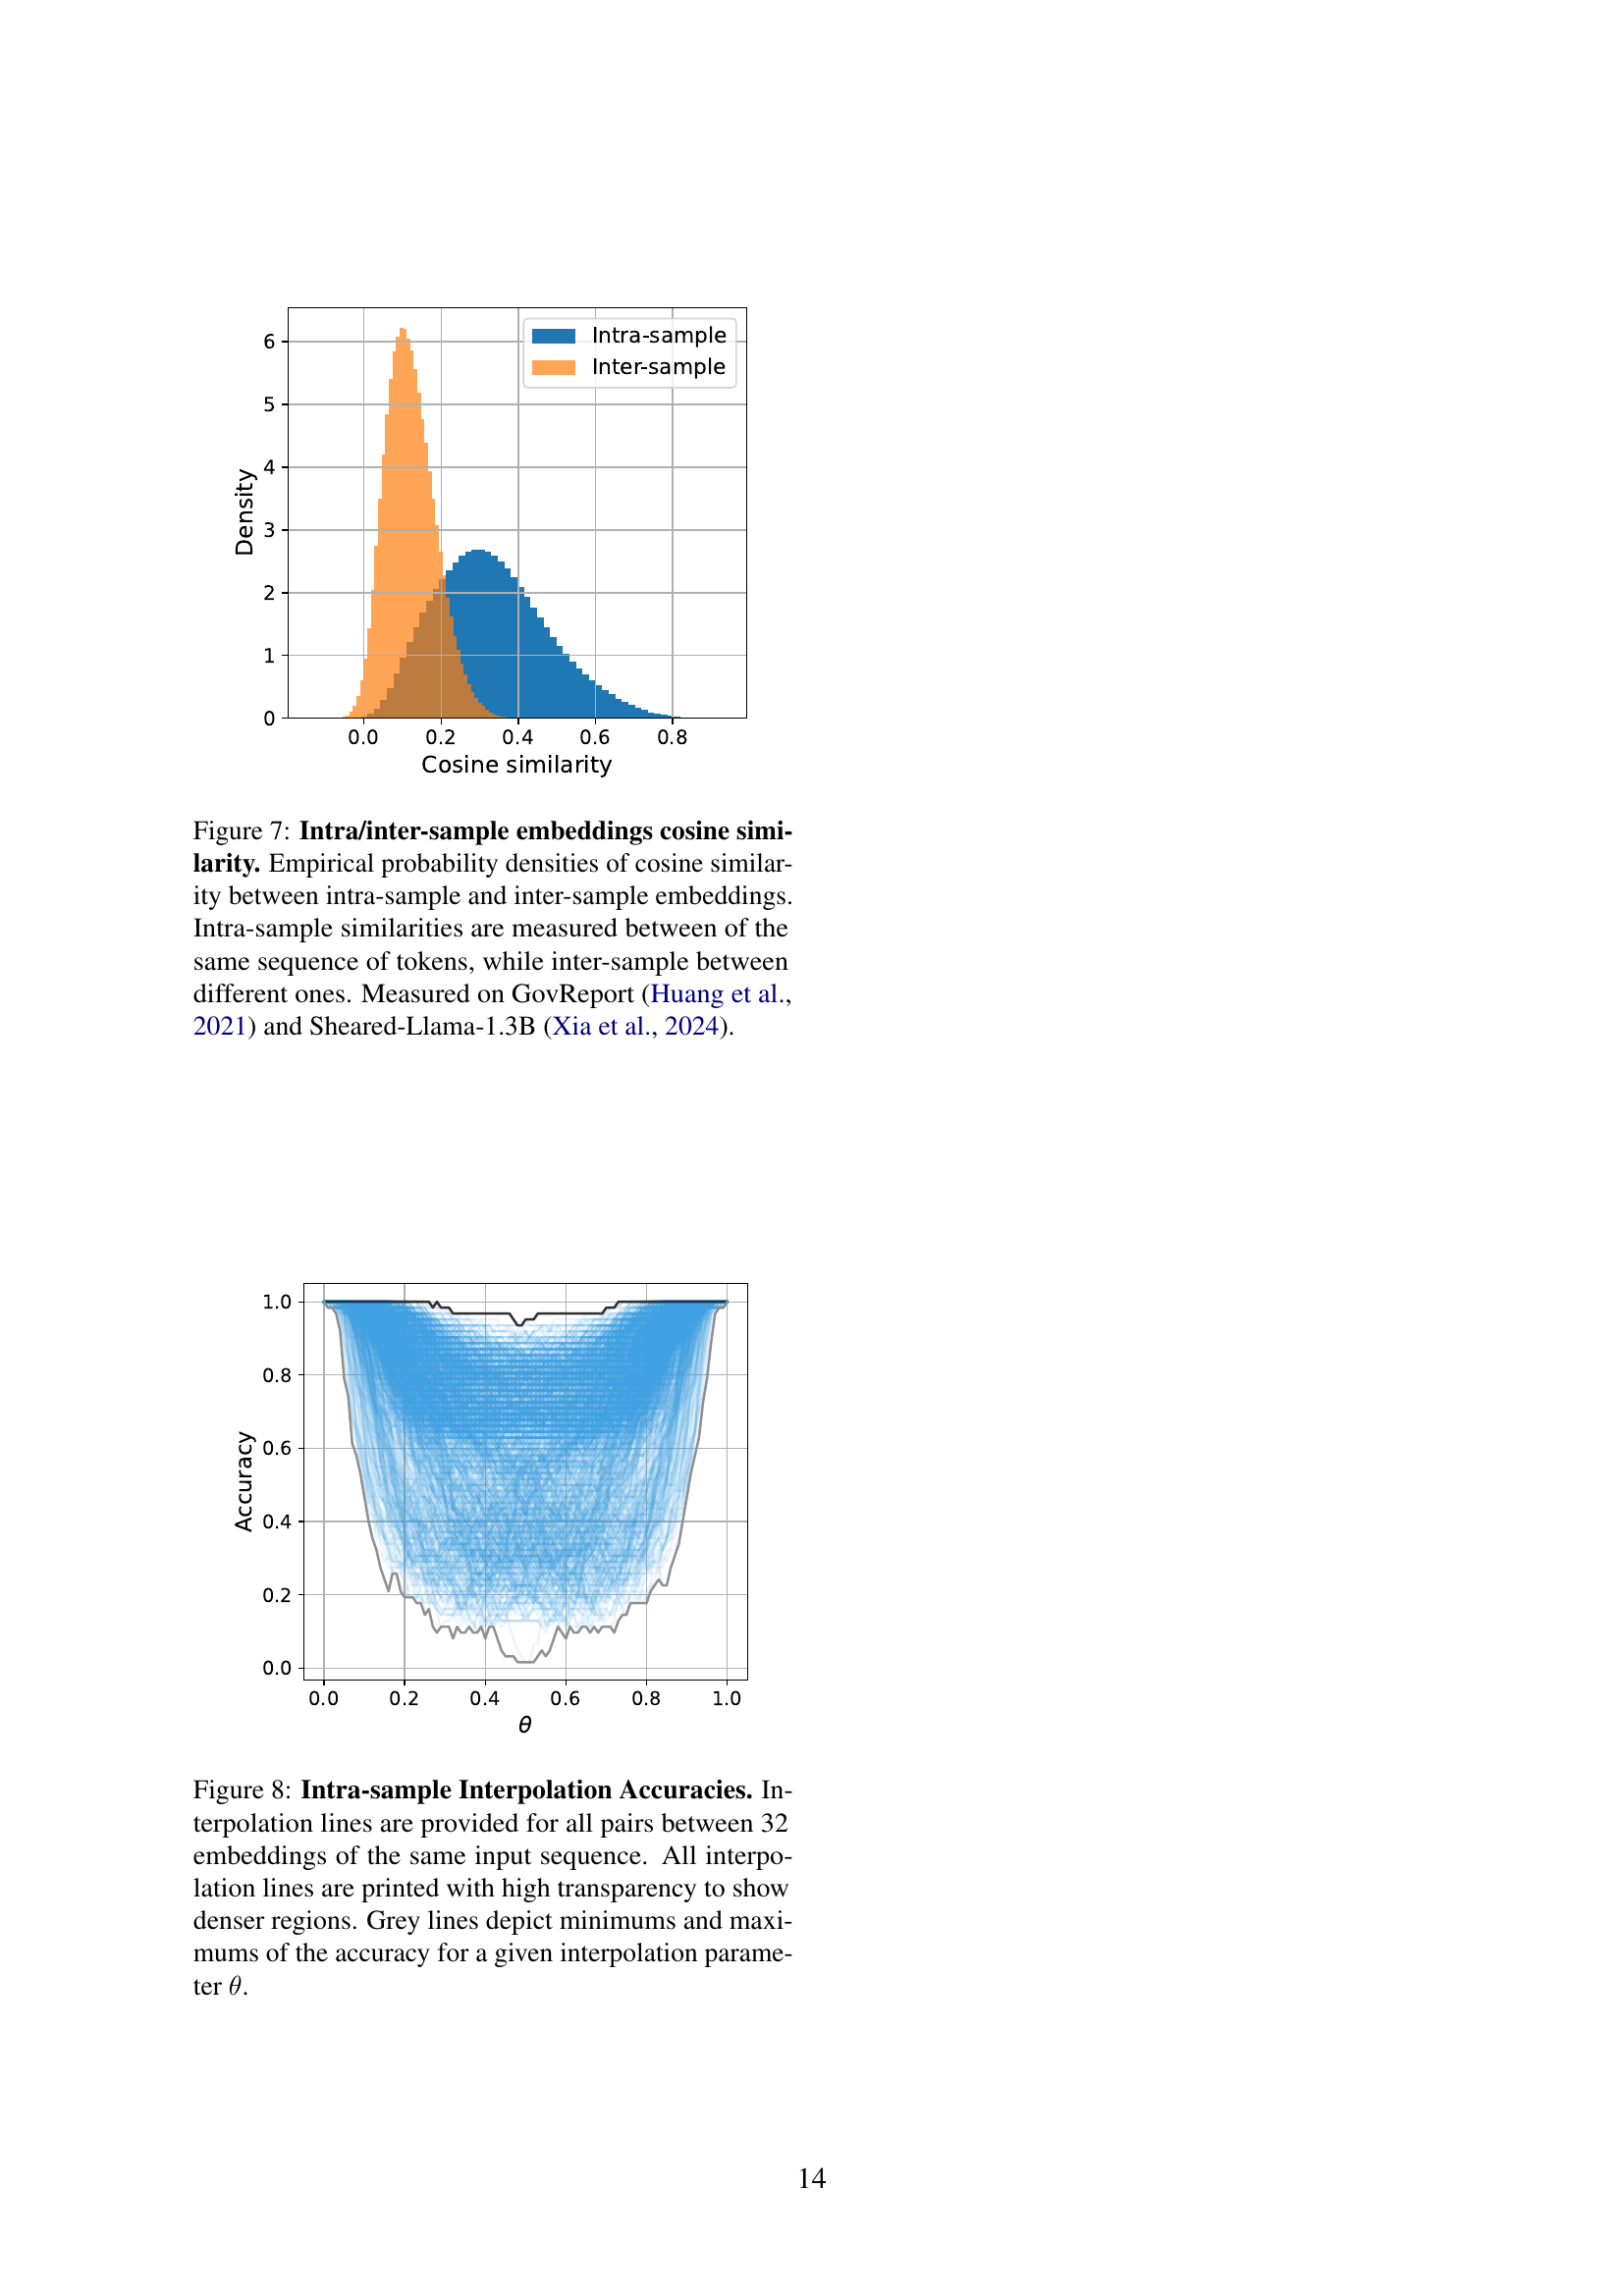 6
5
4
3
2
1
0
Density
Intra-sample
Inter-sample
0.0 0.2 0.4 0.6 0.8
Cosine similarity
Figure 7: Intra/inter-sample embeddings cosine simi-
larity. Empirical probability densities of cosine similar-
ity between intra-sample and inter-sample embeddings.
Intra-sample similarities are measured between of the
same sequence of tokens, while inter-sample between
different ones. Measured on GovReport (Huang et al.,
2021) and Sheared-Llama-1.3B (Xia et al., 2024).
1.0
0.8
0.6
0.4
0.2
0.0
Accuracy
0.0 0.2 0.4 0.6 0.8 1.0
θ
Figure 8: Intra-sample Interpolation Accuracies. In-
terpolation lines are provided for all pairs between 32
embeddings of the same input sequence. All interpo-
lation lines are printed with high transparency to show
denser regions. Grey lines depict minimums and maxi-
mums of the accuracy for a given interpolation parame-
ter θ.
14